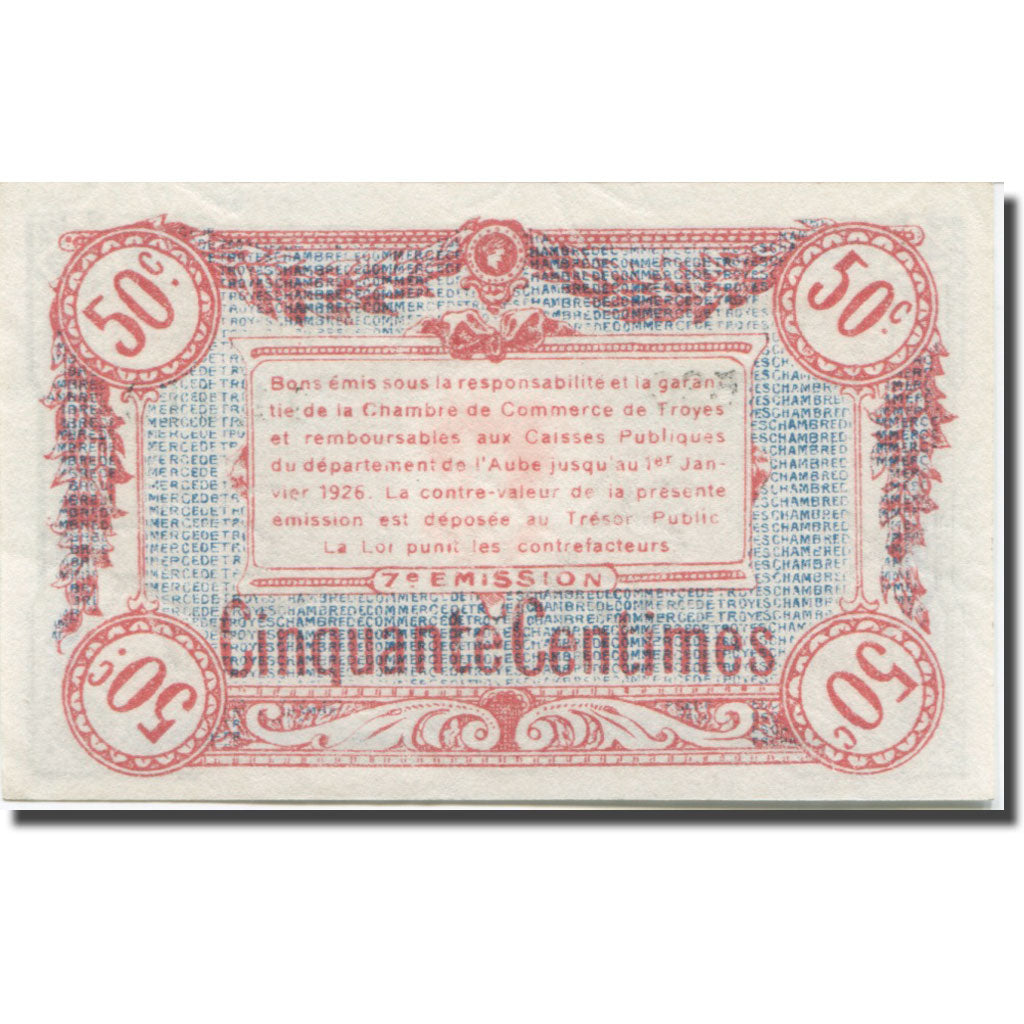 50c. 50c.
Bons émis sous la responsabilité et la garan-
tie de la Chambre de Commerce de Troyes
et remboursables aux Caisses Publiques
du département de l'Aube jusqu'au 1er Jan-
vier 1926. La contre-valeur de la présente
émission est déposée au Trésor Public
La Loi punit les contrefacteurs
7e EMISSION
Cinquante Centimes
50c. 50c